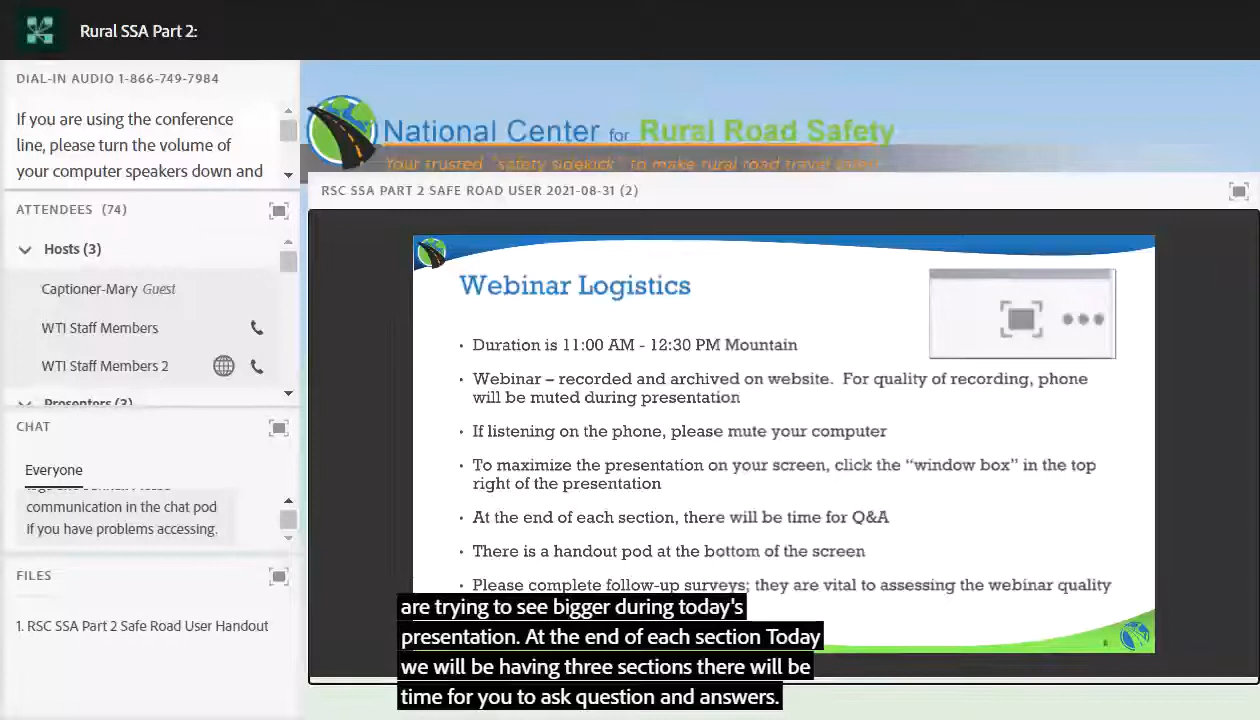 Rural SSA Part 2:
DIAL-IN AUDIO 1-866-749-7984
If you are using the conference
line, please turn the volume of
your computer speakers down and
ATTENDEES (74)
Hosts (3)
Captioner-Mary Guest
WTI Staff Members
WTI Staff Members 2
Presenters (3)
CHAT
Everyone
communication in the chat pod
if you have problems accessing.
FILES
1. RSC SSA Part 2 Safe Road User Handout
National Center for Rural Road Safety
Your trusted "safety sidekick" to make rural road travel safer!
RSC SSA PART 2 SAFE ROAD USER 2021-08-31 (2)
Webinar Logistics
• Duration is 11:00 AM - 12:30 PM Mountain
• Webinar – recorded and archived on website. For quality of recording, phone
will be muted during presentation
• If listening on the phone, please mute your computer
• To maximize the presentation on your screen, click the “window box” in the top
right of the presentation
• At the end of each section, there will be time for Q&A
• There is a handout pod at the bottom of the screen
• Please complete follow-up surveys; they are vital to assessing the webinar quality
are trying to see bigger during today's
presentation. At the end of each section Today
we will be having three sections there will be
time for you to ask question and answers.